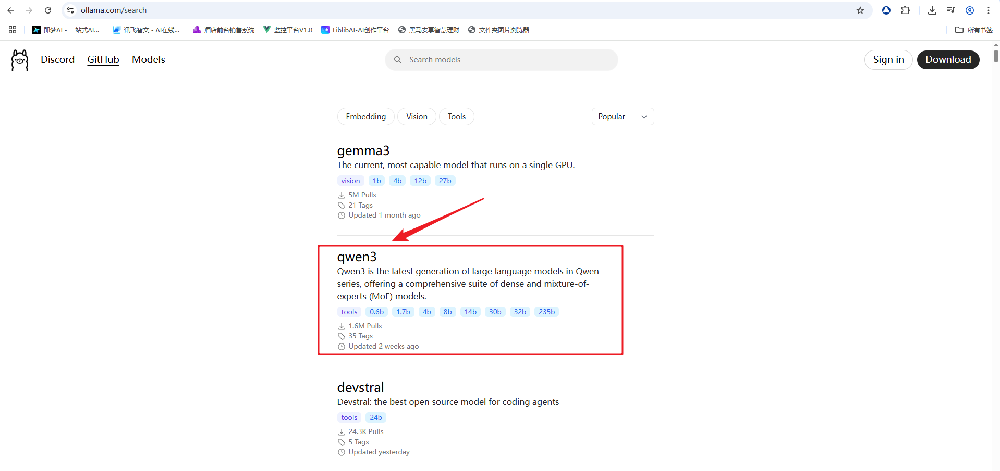 ollama.com/search
即梦AI - 一站式AI...
讯飞智文 - AI在线...
酒店前台销售系统
监控平台V1.0
LiblibAI-AI创作平台
黑马安享智慧理财
文件夹图片浏览器
所有书签
Discord
GitHub
Models
Search models
Sign in
Download
Embedding
Vision
Tools
Popular
gemma3
The current, most capable model that runs on a single GPU.
vision 1b 4b 12b 27b
5M Pulls
21 Tags
Updated 1 month ago
qwen3
Qwen3 is the latest generation of large language models in Qwen
series, offering a comprehensive suite of dense and mixture-of-
experts (MoE) models.
tools 0.6b 1.7b 4b 8b 14b 30b 32b 235b
1.6M Pulls
35 Tags
Updated 2 weeks ago
devstral
Devstral: the best open source model for coding agents
tools 24b
24.3K Pulls
5 Tags
Updated yesterday